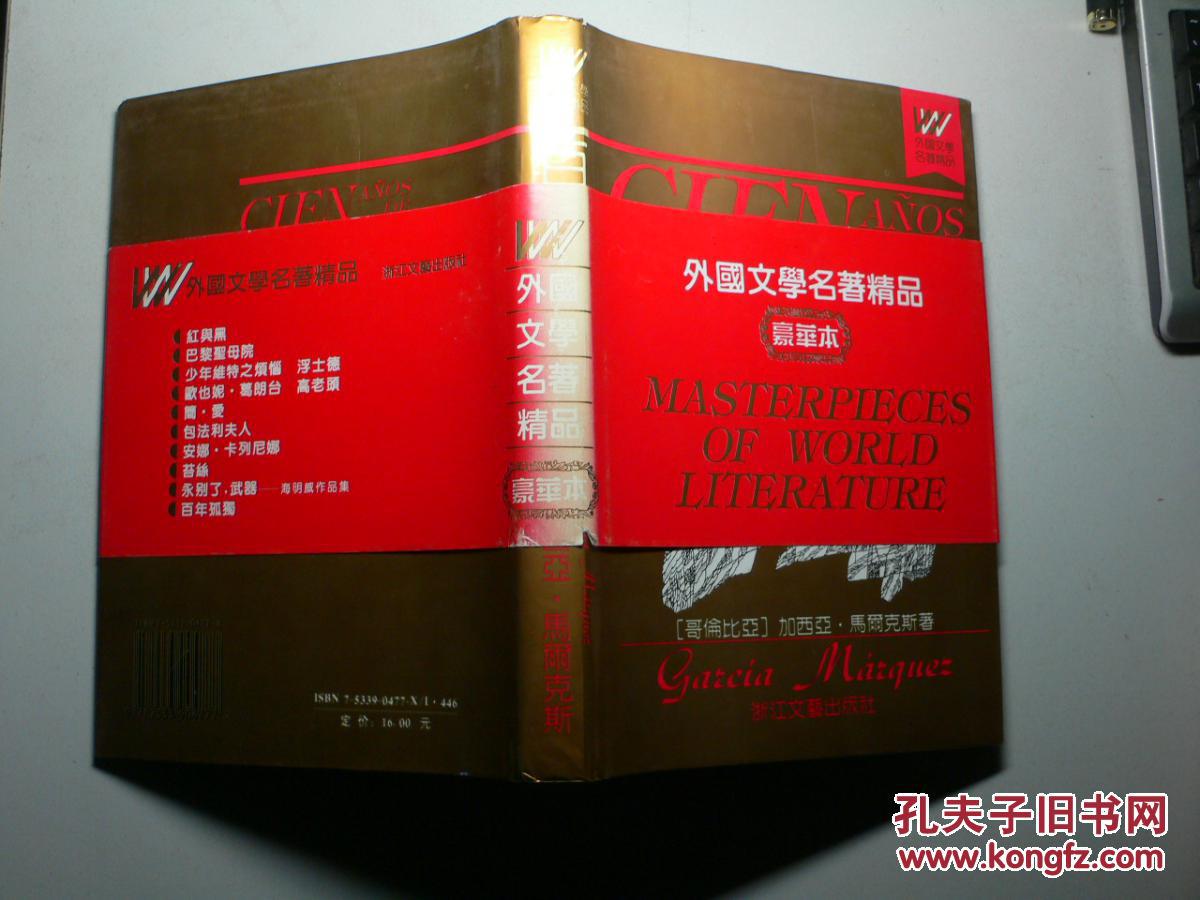 CIEN AÑOS
DE
外國文學名著精品 浙江文藝出版社
紅與黑
巴黎聖母院
少年維特之煩惱 浮士德
歐也妮·葛朗台 高老頭
簡·愛
包法利夫人
安娜·卡列尼娜
苔絲
永别了,武器——海明威作品集
百年孤獨
ISBN 7-5339-0477-X/I·446
定价:16.00 元
外國
文學
名著
精品
豪華本
亞·馬爾克斯
外國文學
名著精品
CIEN AÑOS
外國文學名著精品
豪華本
MASTERPIECES
OF WORLD
LITERATURE
[哥倫比亞] 加西亞·馬爾克斯著
García Márquez
浙江文藝出版社
孔夫子旧书网
www.kongfz.com